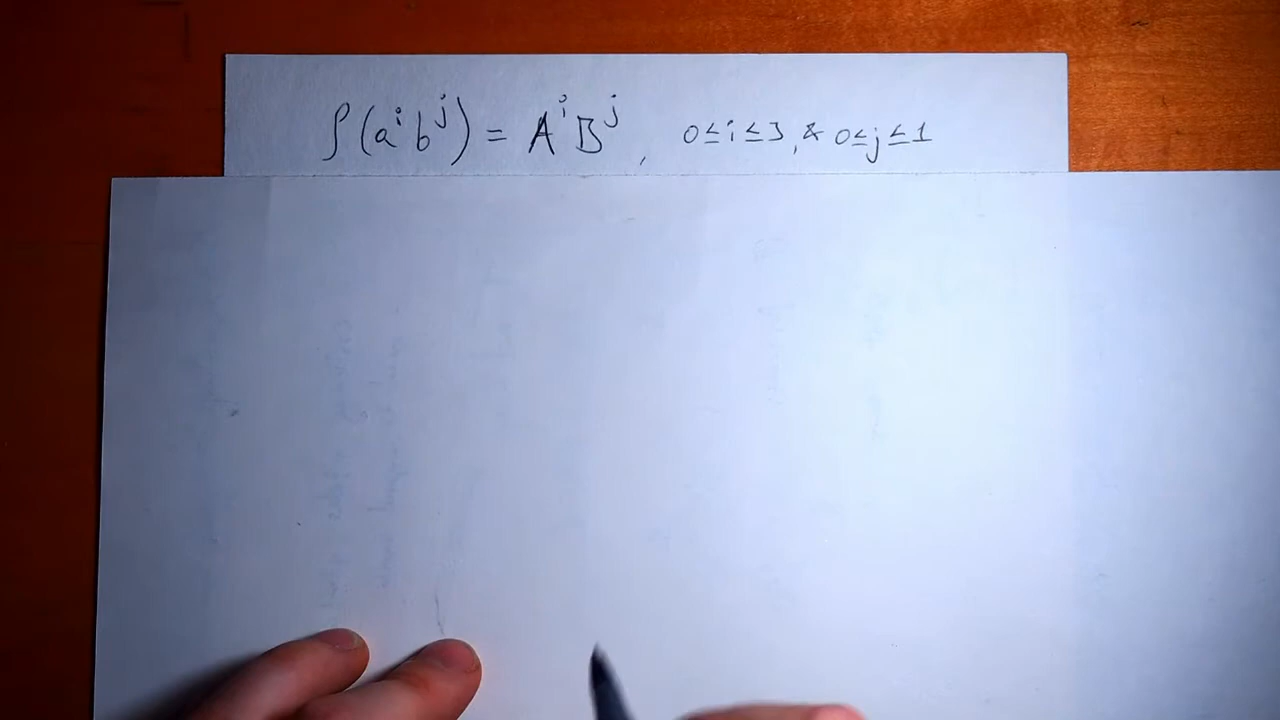 ρ(a^i b^j) = A^i B^j, 0≤i≤3, & 0≤j≤1